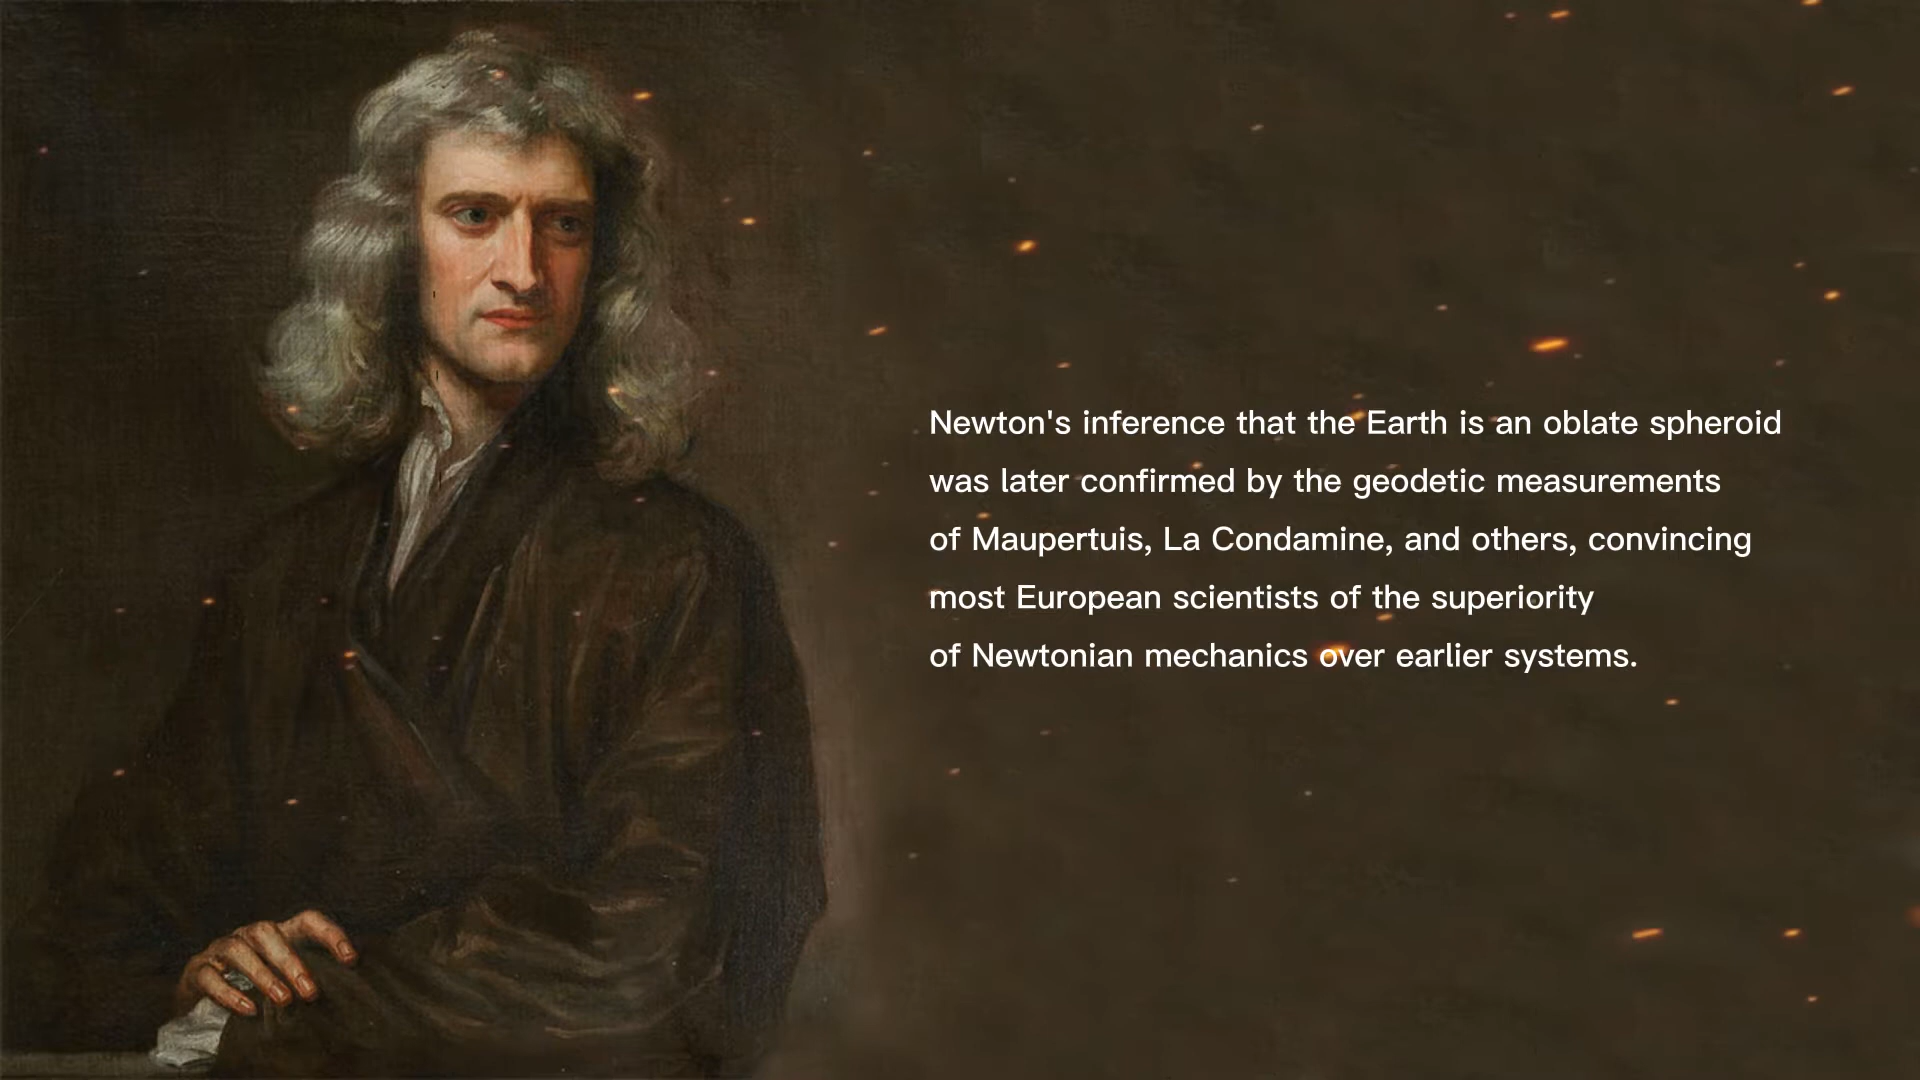 Newton's inference that the Earth is an oblate spheroid
was later confirmed by the geodetic measurements
of Maupertuis, La Condamine, and others, convincing
most European scientists of the superiority
of Newtonian mechanics over earlier systems.